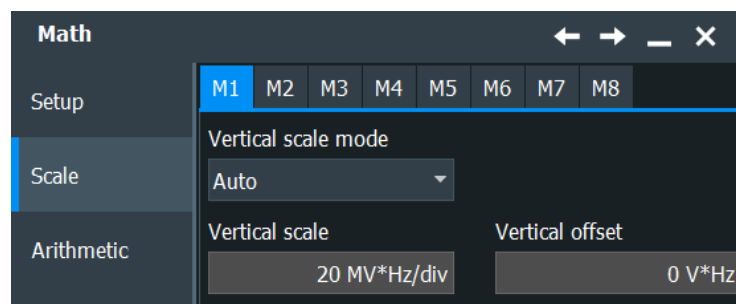 Math
Setup
Scale
Arithmetic
M1 M2 M3 M4 M5 M6 M7 M8
Vertical scale mode
Auto
Vertical scale Vertical offset
20 MV*Hz/div 0 V*Hz